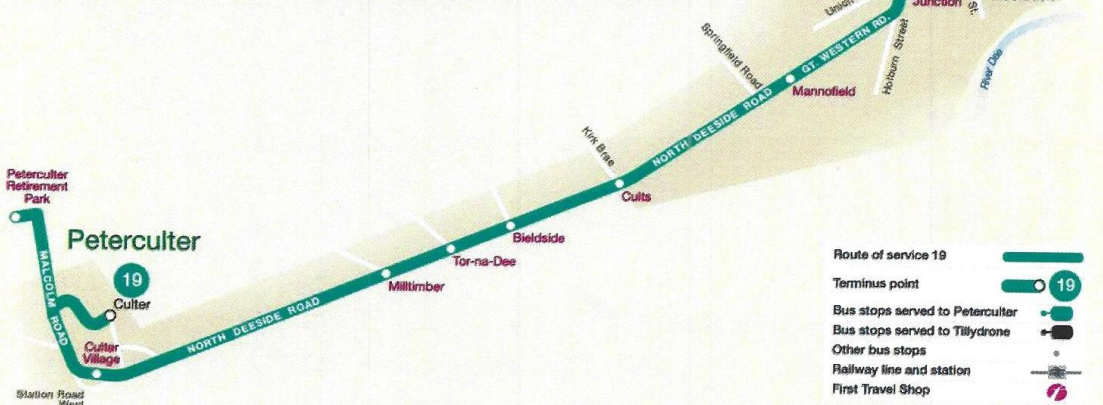 Junction
St.
Union
GT. WESTERN RD.
Holburn Street
River Dee
Springfield Road
Mannofield
NORTH DEESIDE ROAD
Kirk Brae
Cults
Peterculter
Retirement
Park
Peterculter
19
Culter
MALCOLM ROAD
Bieldside
Tor-na-Dee
Milltimber
NORTH DEESIDE ROAD
Culter
Village
Station Road
West
Route of service 19
Terminus point
19
Bus stops served to Peterculter
Bus stops served to Tillydrone
Other bus stops
Railway line and station
First Travel Shop